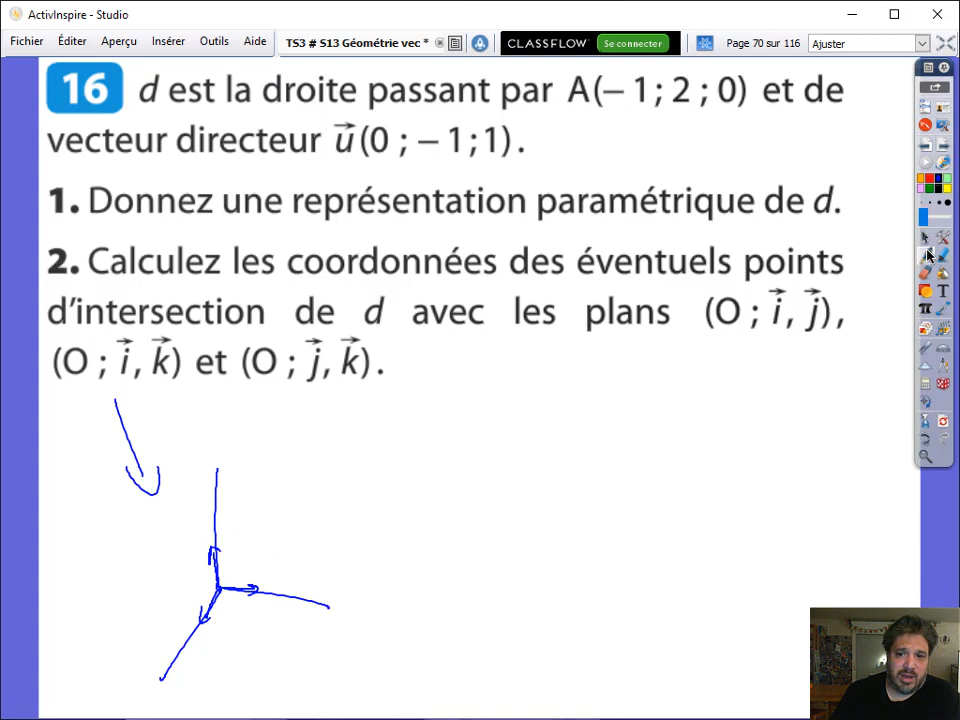 ActivInspire - Studio
Fichier Éditer Aperçu Insérer Outils Aide TS3 # S13 Géométrie vec * CLASSFLOW Se connecter Page 70 sur 116 Ajuster
16 d est la droite passant par A(– 1 ; 2 ; 0) et de
vecteur directeur u⃗ (0 ; – 1 ; 1).
1. Donnez une représentation paramétrique de d.
2. Calculez les coordonnées des éventuels points
d'intersection de d avec les plans (O ; i⃗, j⃗),
(O ; i⃗, k⃗) et (O ; j⃗, k⃗).